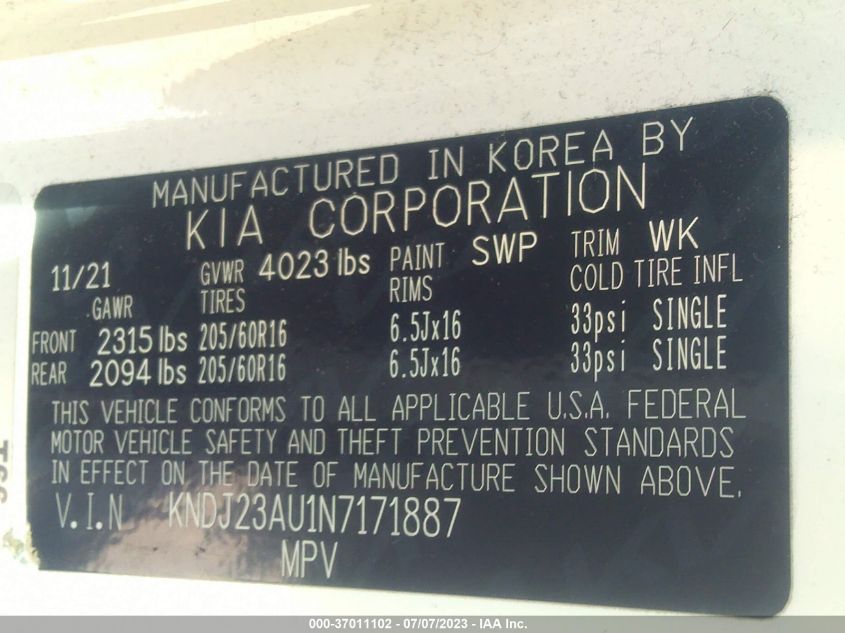 MANUFACTURED IN KOREA BY
KIA CORPORATION
11/21 GVWR 4023 lbs PAINT SWP TRIM WK
GAWR TIRES RIMS COLD TIRE INFL
FRONT 2315 lbs 205/60R16 6.5Jx16 33psi SINGLE
REAR 2094 lbs 205/60R16 6.5Jx16 33psi SINGLE
THIS VEHICLE CONFORMS TO ALL APPLICABLE U.S.A. FEDERAL
MOTOR VEHICLE SAFETY AND THEFT PREVENTION STANDARDS
IN EFFECT ON THE DATE OF MANUFACTURE SHOWN ABOVE.
V.I.N KNDJ23AU1N7171887
MPV
000-37011102 - 07/07/2023 - IAA Inc.